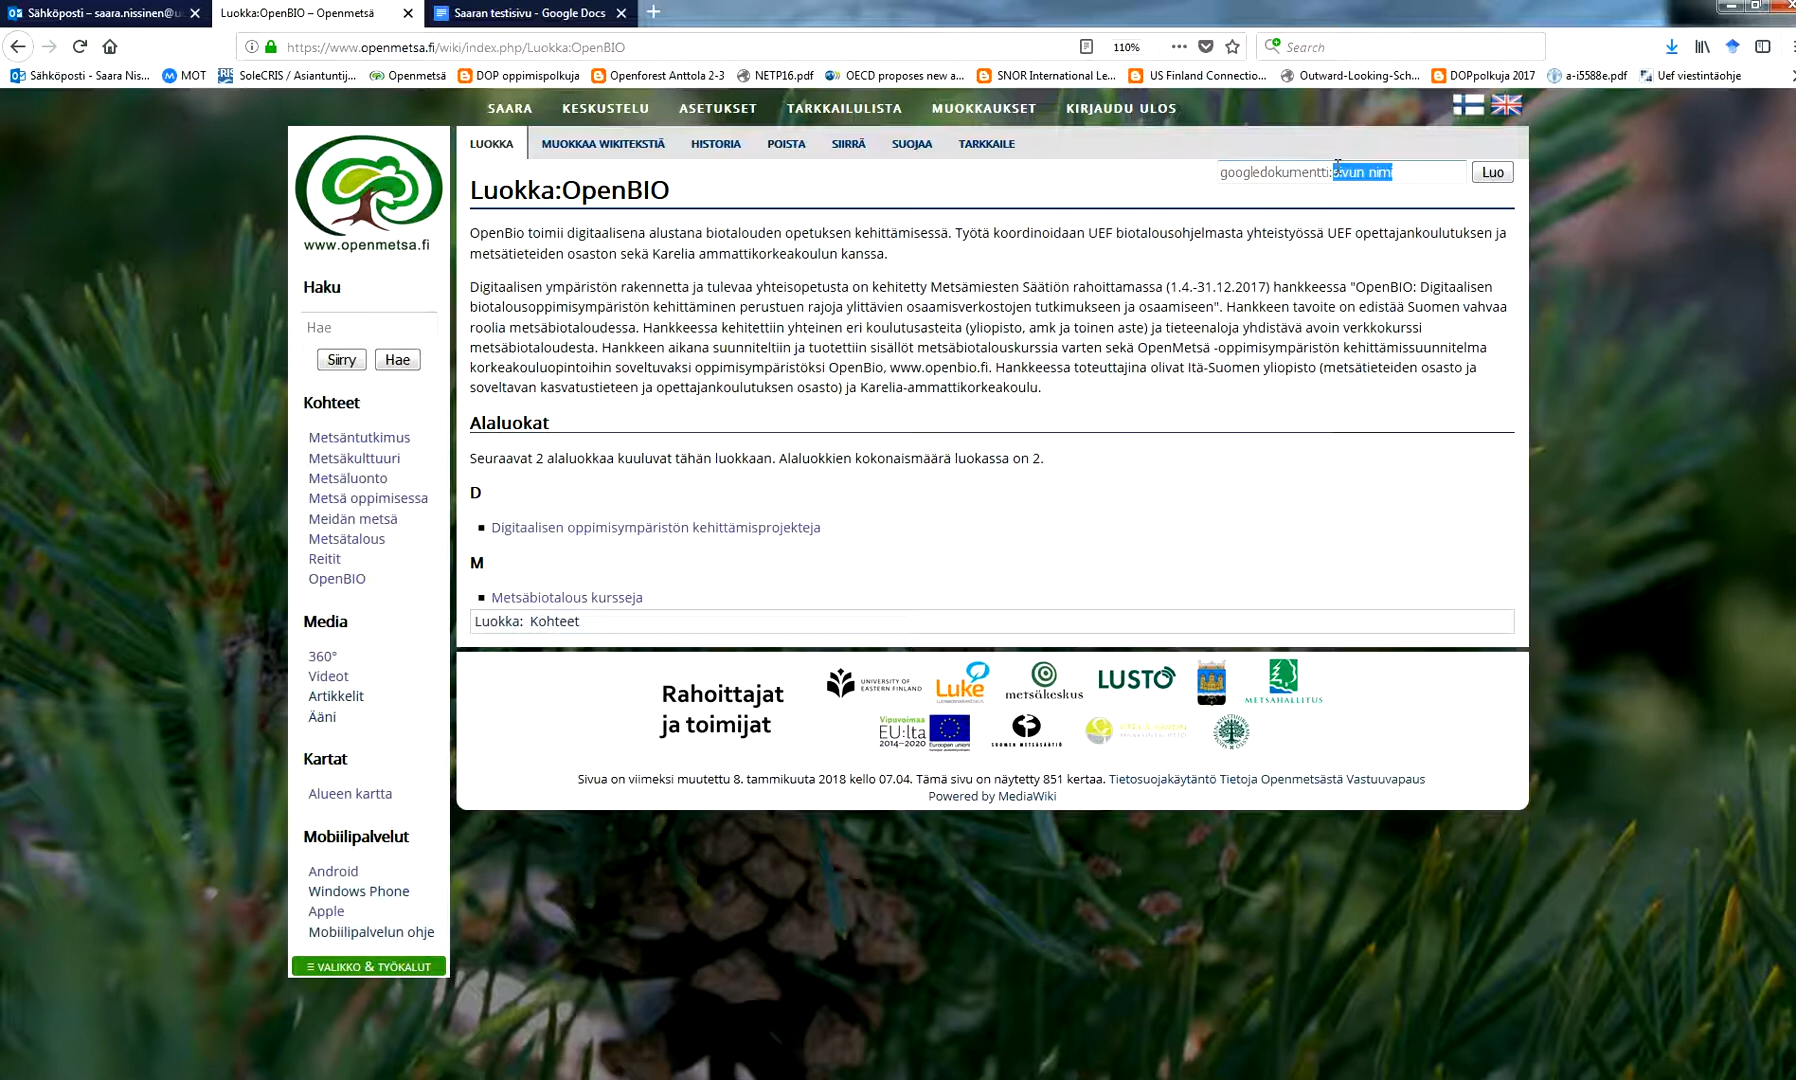 Sähköposti – saara.nissinen@u
Luokka:OpenBIO – Openmetsä
Saaran testisivu - Google Docs
https://www.openmetsa.fi/wiki/index.php/Luokka:OpenBIO
110%
Search
Sähköposti - Saara Nis...
MOT
SoleCRIS / Asiantuntij...
Openmetsä
DOP oppimispolkuja
Openforest Anttola 2-3
NETP16.pdf
OECD proposes new a...
SNOR International Le...
US Finland Connectio...
Outward-Looking-Sch...
DOPpolkuja 2017
a-i5588e.pdf
Uef viestintäohje
SAARA KESKUSTELU ASETUKSET TARKKAILULISTA MUOKKAUKSET KIRJAUDU ULOS
www.openmetsa.fi
Haku
Hae
Siirry Hae
Kohteet
Metsäntutkimus
Metsäkulttuuri
Metsäluonto
Metsä oppimisessa
Meidän metsä
Metsätalous
Reitit
OpenBIO
Media
360°
Videot
Artikkelit
Ääni
Kartat
Alueen kartta
Mobiilipalvelut
Android
Windows Phone
Apple
Mobiilipalvelun ohje
≡ VALIKKO & TYÖKALUT
LUOKKA MUOKKAA WIKITEKSTIÄ HISTORIA POISTA SIIRRÄ SUOJAA TARKKAILE
googledokumentti:sivun nimi Luo
Luokka:OpenBIO
OpenBio toimii digitaalisena alustana biotalouden opetuksen kehittämisessä. Työtä koordinoidaan UEF biotalousohjelmasta yhteistyössä UEF opettajankoulutuksen ja
metsätieteiden osaston sekä Karelia ammattikorkeakoulun kanssa.
Digitaalisen ympäristön rakennetta ja tulevaa yhteisopetusta on kehitetty Metsämiesten Säätiön rahoittamassa (1.4.-31.12.2017) hankkeessa "OpenBIO: Digitaalisen
biotalousoppimisympäristön kehittäminen perustuen rajoja ylittävien osaamisverkostojen tutkimukseen ja osaamiseen". Hankkeen tavoite on edistää Suomen vahvaa
roolia metsäbiotaloudessa. Hankkeessa kehitettiin yhteinen eri koulutusasteita (yliopisto, amk ja toinen aste) ja tieteenaloja yhdistävä avoin verkkokurssi
metsäbiotaloudesta. Hankkeen aikana suunniteltiin ja tuotettiin sisällöt metsäbiotalouskurssia varten sekä OpenMetsä -oppimisympäristön kehittämissuunnitelma
korkeakouluopintoihin soveltuvaksi oppimisympäristöksi OpenBio, www.openbio.fi. Hankkeessa toteuttajina olivat Itä-Suomen yliopisto (metsätieteiden osasto ja
soveltavan kasvatustieteen ja opettajankoulutuksen osasto) ja Karelia-ammattikorkeakoulu.
Alaluokat
Seuraavat 2 alaluokkaa kuuluvat tähän luokkaan. Alaluokkien kokonaismäärä luokassa on 2.
D
Digitaalisen oppimisympäristön kehittämisprojekteja
M
Metsäbiotalous kursseja
Luokka: Kohteet
Rahoittajat
ja toimijat
UNIVERSITY OF
EASTERN FINLAND
Luke
metsäkeskus
LUSTO
METSÄHALLITUS
Vipuvoimaa
EU:lta
2014–2020
Euroopan unioni
SUOMEN METSÄSÄÄTIÖ
Sivua on viimeksi muutettu 8. tammikuuta 2018 kello 07.04. Tämä sivu on näytetty 851 kertaa. Tietosuojakäytäntö Tietoja Openmetsästä Vastuuvapaus
Powered by MediaWiki